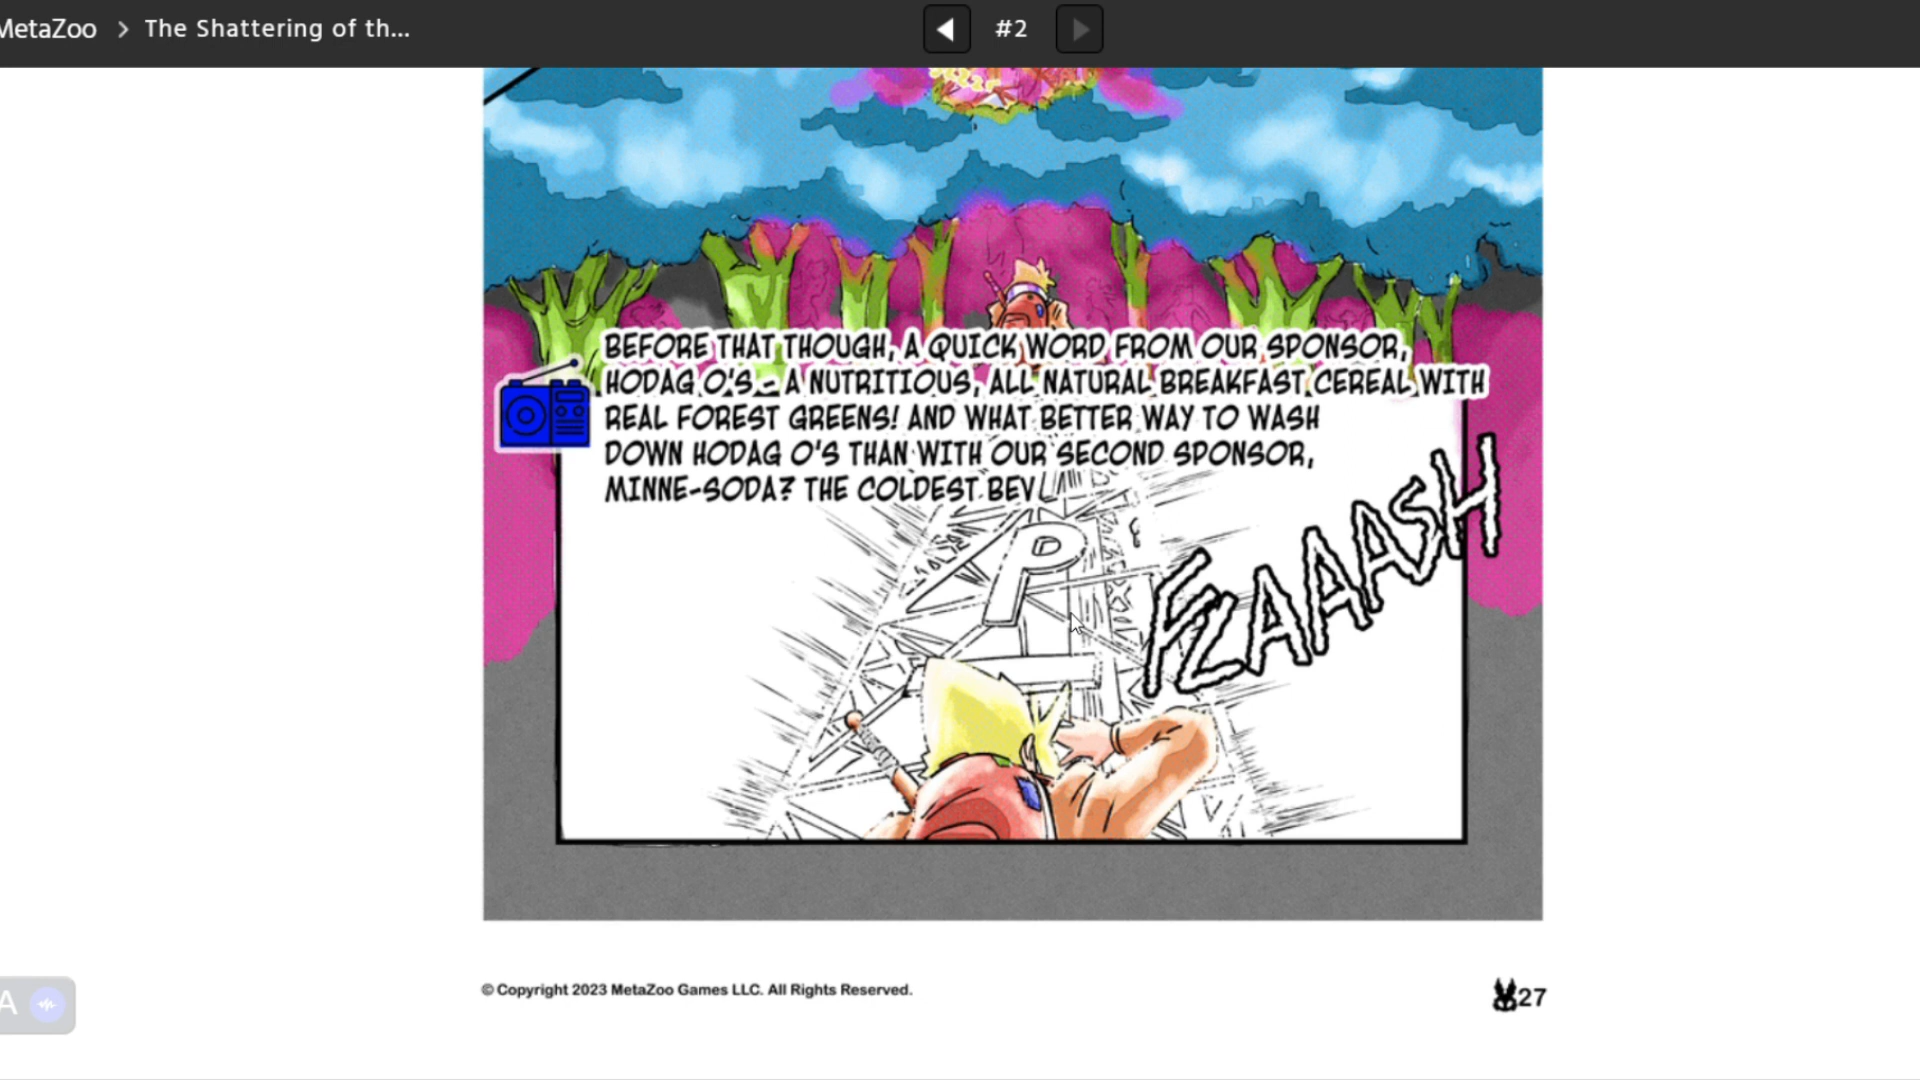 MetaZoo > The Shattering of th...
#2
BEFORE THAT THOUGH, A QUICK WORD FROM OUR SPONSOR,
HODAG O'S - A NUTRITIOUS, ALL NATURAL BREAKFAST CEREAL WITH
REAL FOREST GREENS! AND WHAT BETTER WAY TO WASH
DOWN HODAG O'S THAN WITH OUR SECOND SPONSOR,
MINNE-SODA? THE COLDEST BEV
P
FZAAASH
© Copyright 2023 MetaZoo Games LLC. All Rights Reserved.
27
A